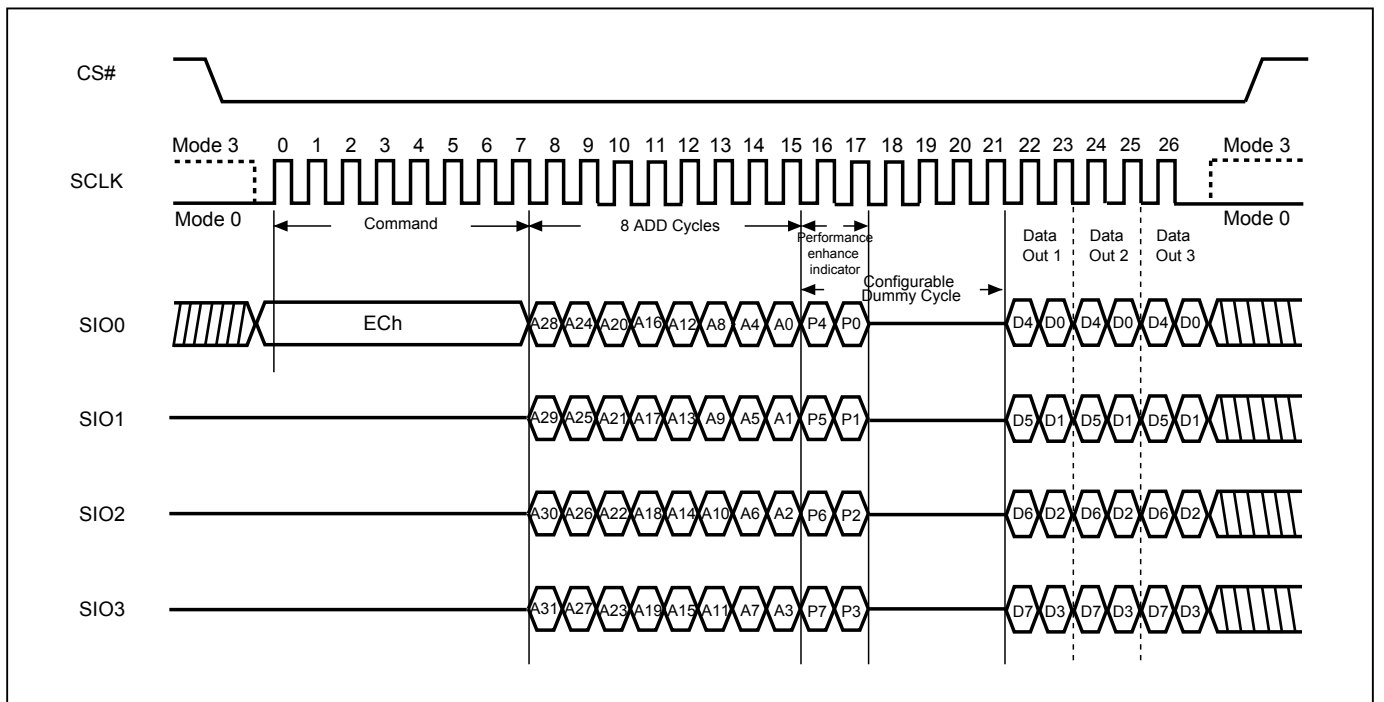 CS#
Mode 3 0 1 2 3 4 5 6 7 8 9 10 11 12 13 14 15 16 17 18 19 20 21 22 23 24 25 26 Mode 3
SCLK
Mode 0 Mode 0
Command 8 ADD Cycles
Performance
enhance
indicator
Data
Out 1
Data
Out 2
Data
Out 3
Configurable
Dummy Cycle
SIO0 ECh A28 A24 A20 A16 A12 A8 A4 A0 P4 P0 D4 D0 D4 D0 D4 D0
SIO1 A29 A25 A21 A17 A13 A9 A5 A1 P5 P1 D5 D1 D5 D1 D5 D1
SIO2 A30 A26 A22 A18 A14 A10 A6 A2 P6 P2 D6 D2 D6 D2 D6 D2
SIO3 A31 A27 A23 A19 A15 A11 A7 A3 P7 P3 D7 D3 D7 D3 D7 D3